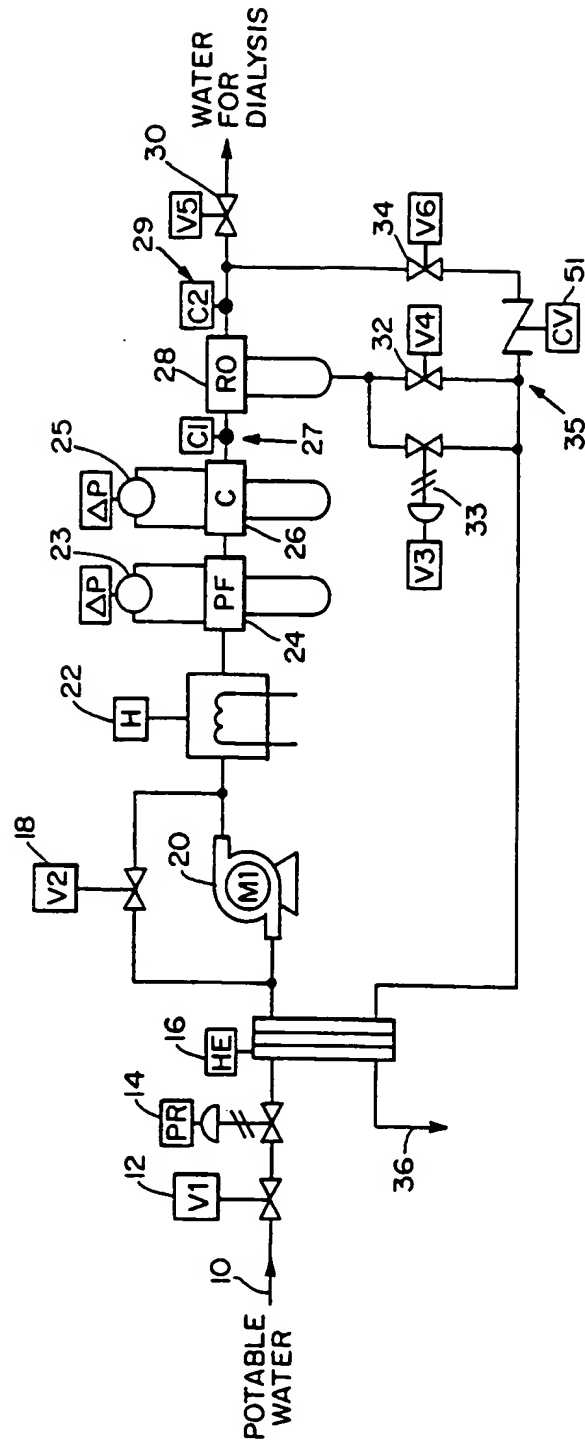 POTABLE
WATER
10
V1
12
PR
14
HE
16
V2
18
M1
20
H
22
ΔP
23
PF
24
ΔP
25
C
26
C1
27
RO
28
C2
29
V5
30
WATER
FOR
DIALYSIS
V3
33
32
V4
34
V6
CV
51
35
36